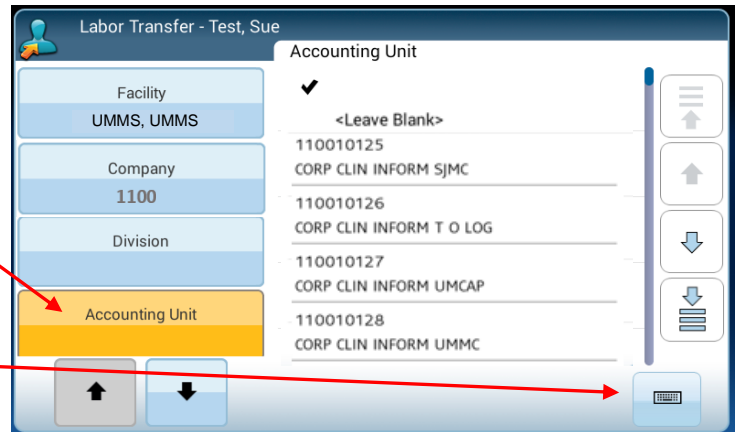 Labor Transfer - Test, Sue
Accounting Unit
Facility
UMMS, UMMS
Company
1100
Division
Accounting Unit
<Leave Blank>
110010125
CORP CLIN INFORM SJMC
110010126
CORP CLIN INFORM T O LOG
110010127
CORP CLIN INFORM UMCAP
110010128
CORP CLIN INFORM UMMC